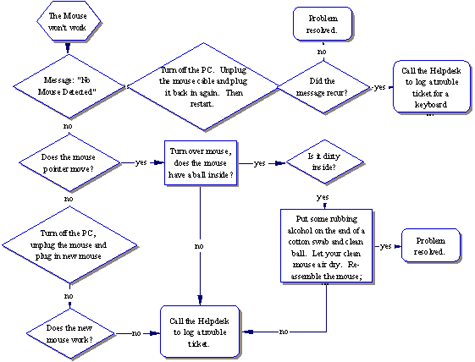 The Mouse
won't work
Problem
resolved.
no
Message: "No
Mouse Detected"
Turn off the PC. Unplug
the mouse cable and plug
it back in again. Then
restart.
Did the
message recur?
yes
Call the Helpdesk
to log a trouble
ticket for a
keyboard
no
Does the mouse
pointer move?
yes
Turn over mouse,
does the mouse
have a ball inside?
yes
Is it dirty
inside?
no
yes
Turn off the PC,
unplug the mouse and
plug in new mouse
no
Put some rubbing
alcohol on the end of a
cotton swab and clean
ball. Let your clean
mouse air dry. Re-
assemble the mouse;
yes
Problem
resolved.
no
Does the new
mouse work?
no
Call the Helpdesk
to log a trouble
ticket.
no